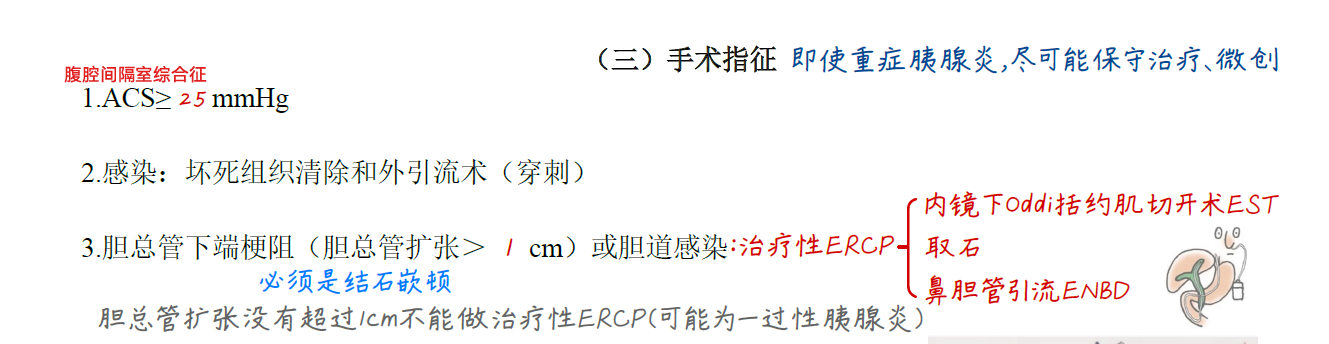 （三）手术指征 即使重症胰腺炎,尽可能保守治疗、微创
腹腔间隔室综合征
1.ACS≥ 25 mmHg
2.感染：坏死组织清除和外引流术（穿刺）
3.胆总管下端梗阻（胆总管扩张＞ 1 cm）或胆道感染:治疗性ERCP
内镜下Oddi括约肌切开术EST
取石
鼻胆管引流ENBD
必须是结石嵌顿
胆总管扩张没有超过1cm不能做治疗性ERCP(可能为一过性胰腺炎)